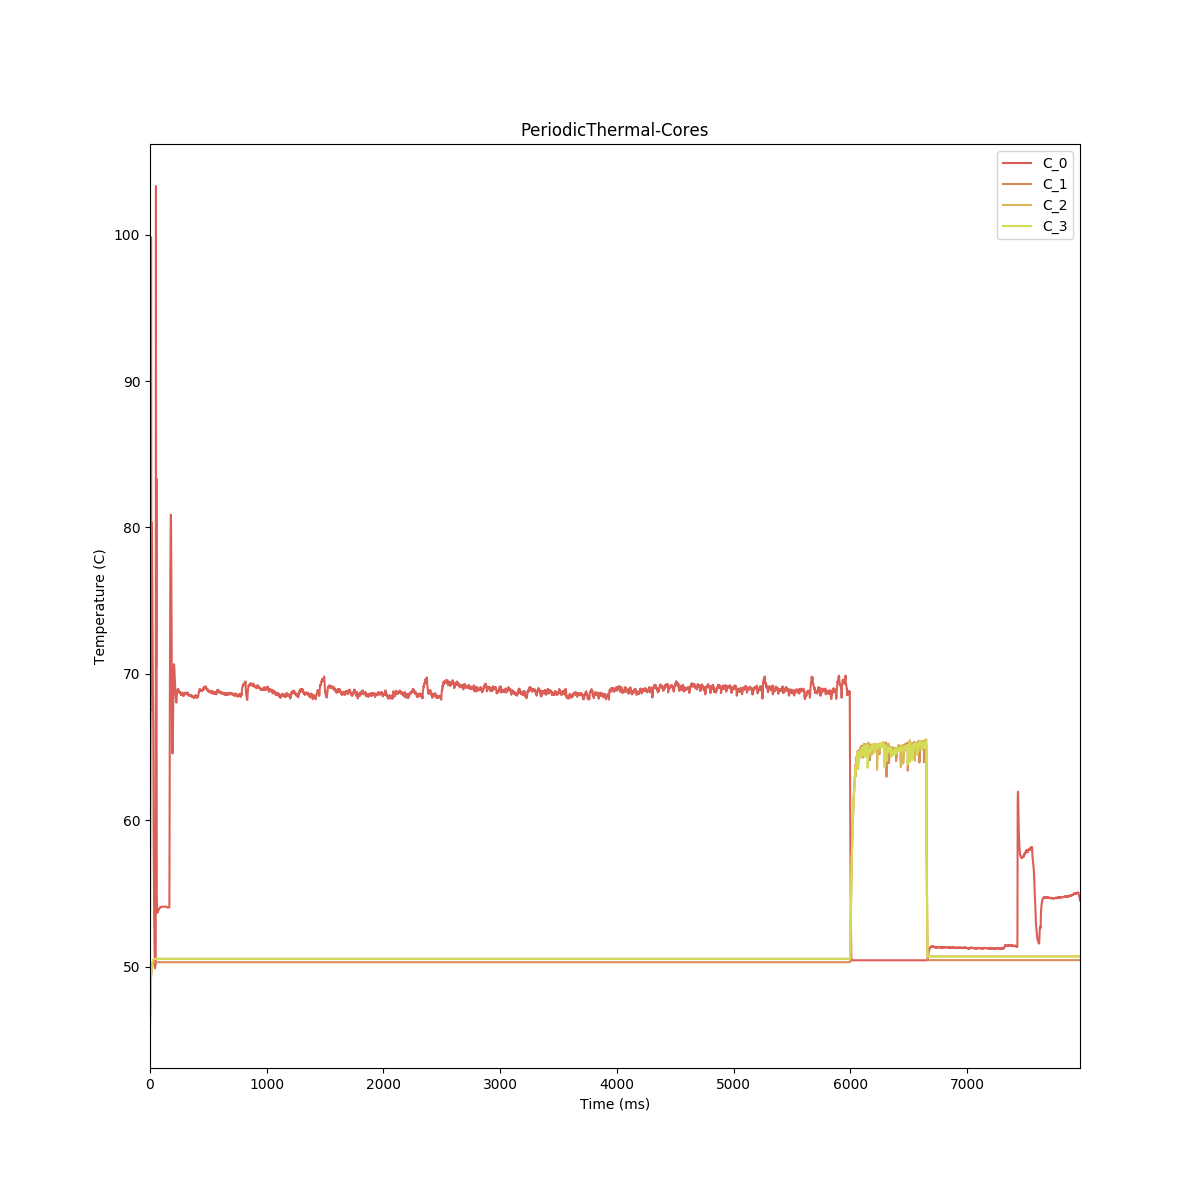 PeriodicThermal-Cores
C_0
C_1
C_2
C_3
100
90
80
70
60
50
Temperature (C)
0 1000 2000 3000 4000 5000 6000 7000
Time (ms)